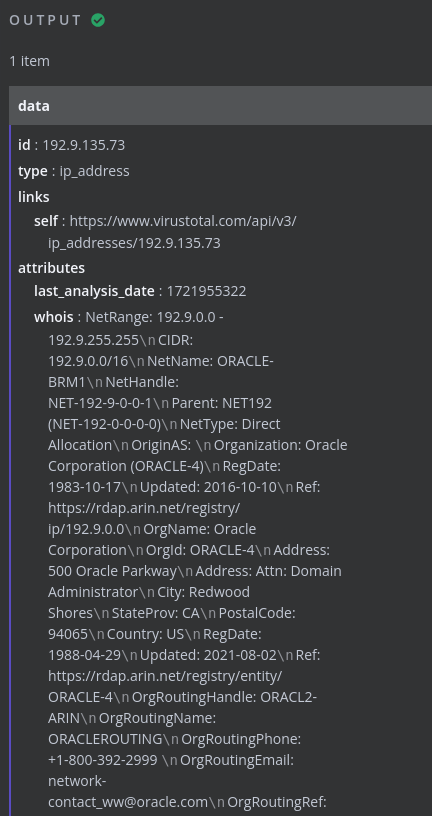 OUTPUT
1 item
data
id : 192.9.135.73
type : ip_address
links
self : https://www.virustotal.com/api/v3/
ip_addresses/192.9.135.73
attributes
last_analysis_date : 1721955322
whois : NetRange: 192.9.0.0 -
192.9.255.255\n CIDR:
192.9.0.0/16\n NetName: ORACLE-
BRM1\n NetHandle:
NET-192-9-0-0-1\n Parent: NET192
(NET-192-0-0-0-0)\n NetType: Direct
Allocation\n OriginAS: \n Organization: Oracle
Corporation (ORACLE-4)\n RegDate:
1983-10-17\n Updated: 2016-10-10\n Ref:
https://rdap.arin.net/registry/
ip/192.9.0.0\n OrgName: Oracle
Corporation\n OrgId: ORACLE-4\n Address:
500 Oracle Parkway\n Address: Attn: Domain
Administrator\n City: Redwood
Shores\n StateProv: CA\n PostalCode:
94065\n Country: US\n RegDate:
1988-04-29\n Updated: 2021-08-02\n Ref:
https://rdap.arin.net/registry/entity/
ORACLE-4\n OrgRoutingHandle: ORACL2-
ARIN\n OrgRoutingName:
ORACLEROUTING\n OrgRoutingPhone:
+1-800-392-2999 \n OrgRoutingEmail:
network-
contact_ww@oracle.com\n OrgRoutingRef: